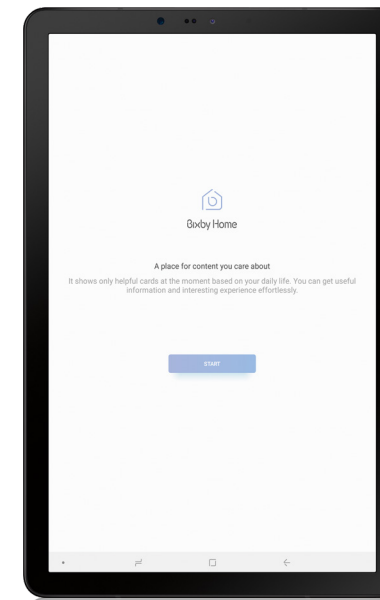 Bixby Home
A place for content you care about
It shows only helpful cards at the moment based on your daily life. You can get useful
information and interesting experience effortlessly.
START